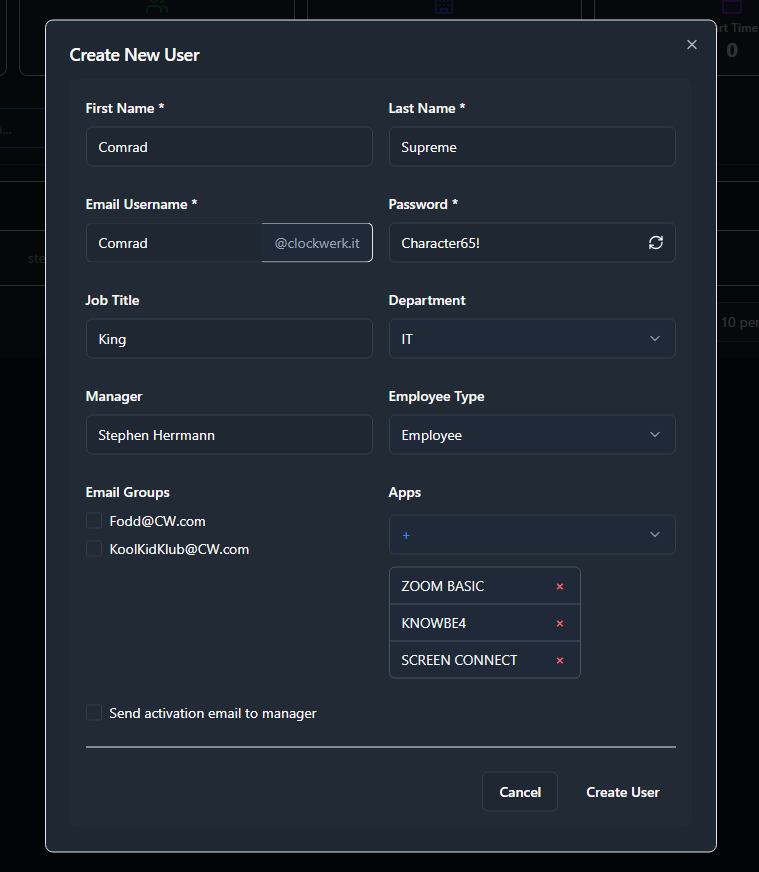 rt Time
0
Create New User
First Name *
Last Name *
Comrad
Supreme
Email Username *
Password *
Comrad
@clockwerk.it
Character65!
Job Title
Department
King
IT
10 per
Manager
Employee Type
Stephen Herrmann
Employee
Email Groups
Apps
Fodd@CW.com
KoolKidKlub@CW.com
+
ZOOM BASIC
KNOWBE4
SCREEN CONNECT
Send activation email to manager
Cancel
Create User